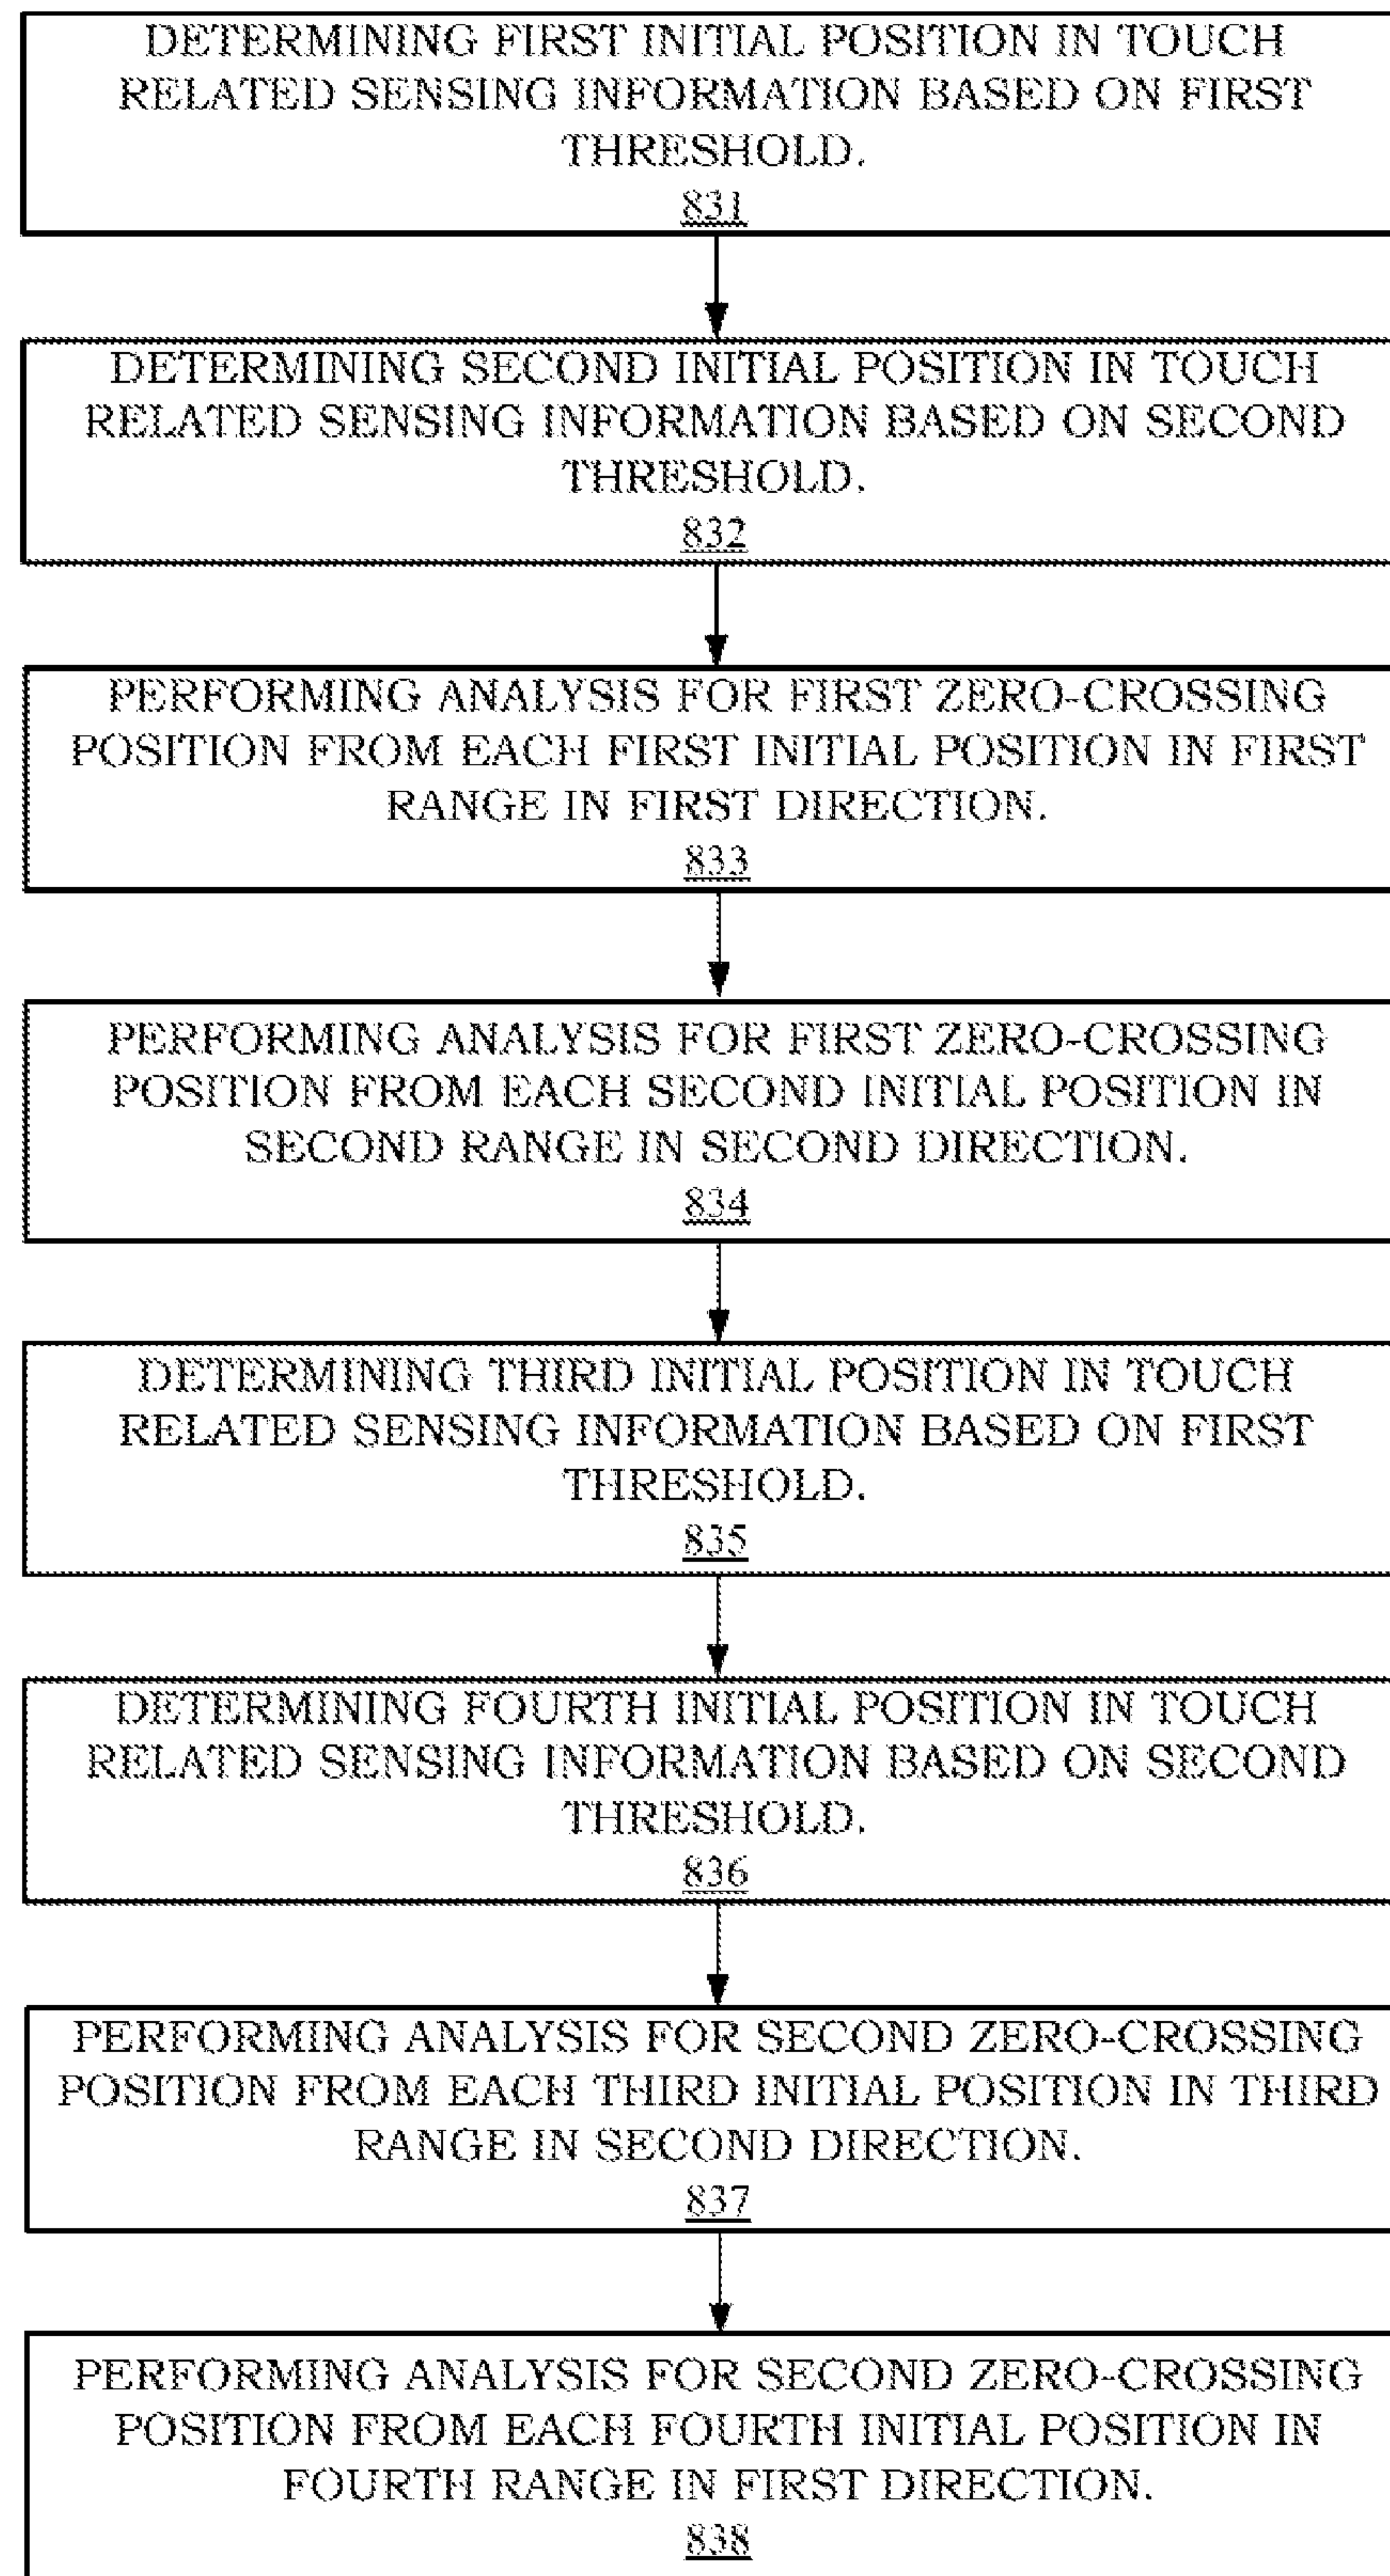 DETERMINING FIRST INITIAL POSITION IN TOUCH
RELATED SENSING INFORMATION BASED ON FIRST
THRESHOLD.
831
DETERMINING SECOND INITIAL POSITION IN TOUCH
RELATED SENSING INFORMATION BASED ON SECOND
THRESHOLD.
832
PERFORMING ANALYSIS FOR FIRST ZERO-CROSSING
POSITION FROM EACH FIRST INITIAL POSITION IN FIRST
RANGE IN FIRST DIRECTION.
833
PERFORMING ANALYSIS FOR FIRST ZERO-CROSSING
POSITION FROM EACH SECOND INITIAL POSITION IN
SECOND RANGE IN SECOND DIRECTION.
834
DETERMINING THIRD INITIAL POSITION IN TOUCH
RELATED SENSING INFORMATION BASED ON FIRST
THRESHOLD.
835
DETERMINING FOURTH INITIAL POSITION IN TOUCH
RELATED SENSING INFORMATION BASED ON SECOND
THRESHOLD.
836
PERFORMING ANALYSIS FOR SECOND ZERO-CROSSING
POSITION FROM EACH THIRD INITIAL POSITION IN THIRD
RANGE IN SECOND DIRECTION.
837
PERFORMING ANALYSIS FOR SECOND ZERO-CROSSING
POSITION FROM EACH FOURTH INITIAL POSITION IN
FOURTH RANGE IN FIRST DIRECTION.
838